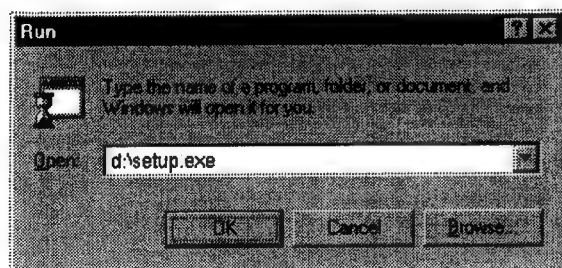 Run
Type the name of a program, folder, or document, and
Windows will open it for you.
Open: d:\setup.exe
OK Cancel Browse...